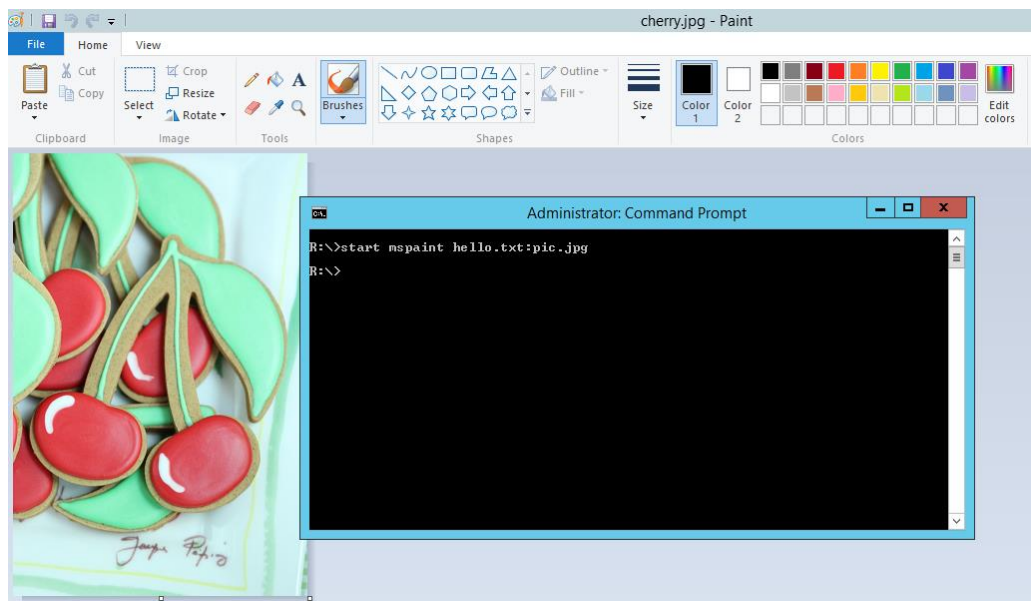 cherry.jpg - Paint
File Home View
Paste
Cut
Copy
Clipboard
Select
Crop
Resize
Rotate
Image
A
Tools
Brushes
Outline
Fill
Shapes
Size
Color 1
Color 2
Edit colors
Colors
C:\.
Administrator: Command Prompt
R:\>start mspaint hello.txt:pic.jpg
R:\>